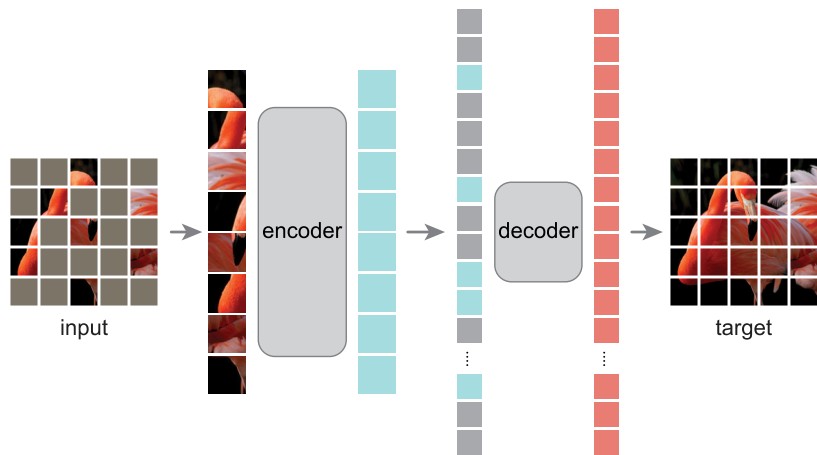 input
encoder
decoder
target